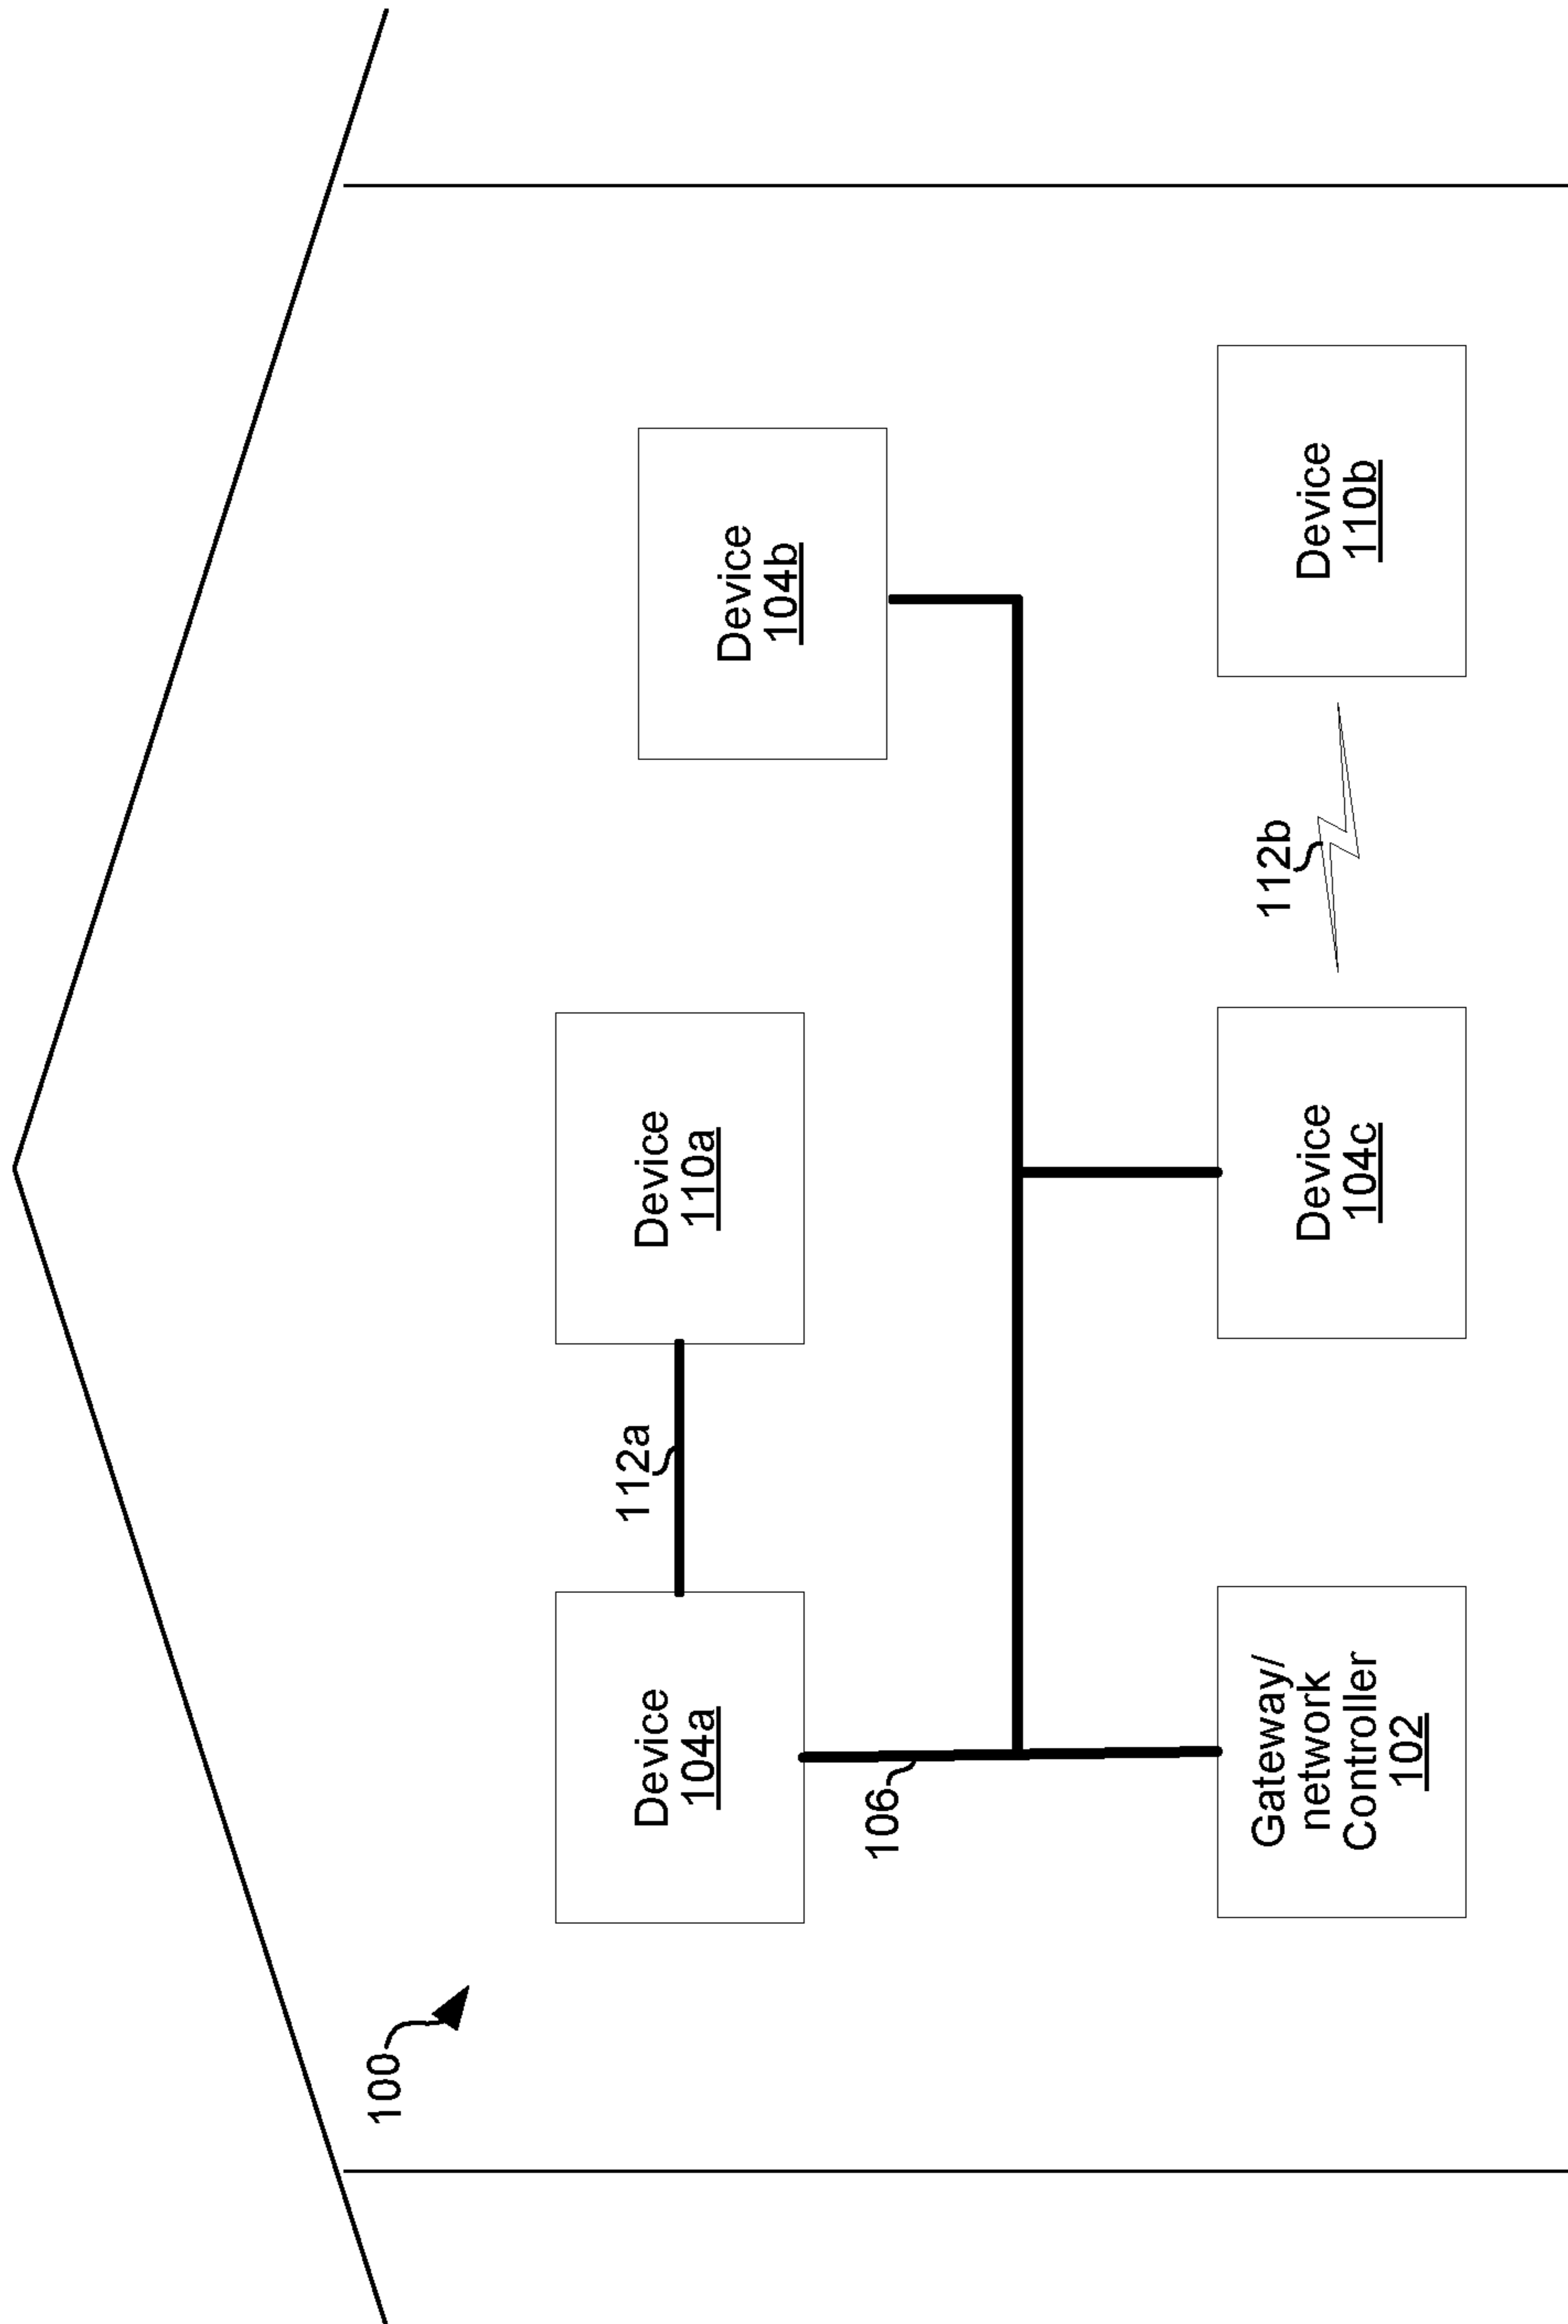 100
Device
104a
112a
Device
110a
Device
104b
106
Gateway/
network
Controller
102
Device
104c
112b
Device
110b